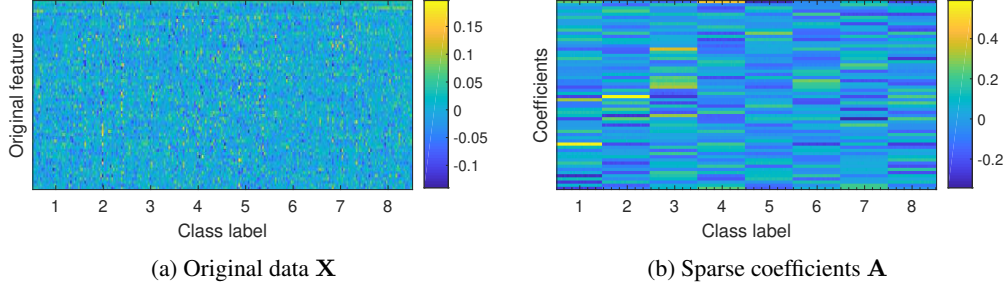 Original feature
1 2 3 4 5 6 7 8
Class label
0.15
0.1
0.05
0
-0.05
-0.1
(a) Original data X
Coefficients
1 2 3 4 5 6 7 8
Class label
0.4
0.2
0
-0.2
(b) Sparse coefficients A